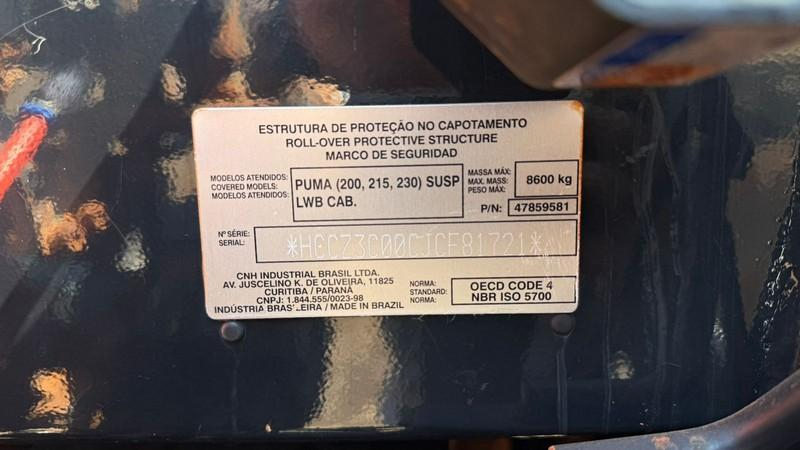 ESTRUTURA DE PROTEÇÃO NO CAPOTAMENTO
ROLL-OVER PROTECTIVE STRUCTURE
MARCO DE SEGURIDAD
MODELOS ATENDIDOS:
COVERED MODELS:
MODELOS ATENDIDOS:
PUMA (200, 215, 230) SUSP
LWB CAB.
MASSA MÁX:
MAX. MASS:
PESO MÁX:
8600 kg
P/N: 47859581
Nº SÉRIE:
SERIAL:
*HCCZ3C00CJCF81721*
CNH INDUSTRIAL BRASIL LTDA.
AV. JUSCELINO K. DE OLIVEIRA, 11825
CURITIBA / PARANÁ
CNPJ: 1.844.555/0023-98
INDÚSTRIA BRASILEIRA / MADE IN BRAZIL
NORMA:
STANDARD:
NORMA:
OECD CODE 4
NBR ISO 5700